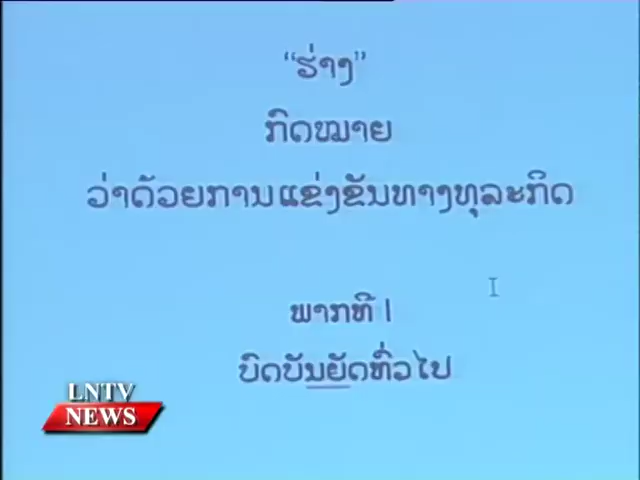 “ຮ່າງ”
ກົດໝາຍ
ວ່າດ້ວຍການແຂ່ງຂັນທາງທຸລະກິດ
ພາກທີ I
ບົດບັນຍັດທົ່ວໄປ
LNTV
NEWS